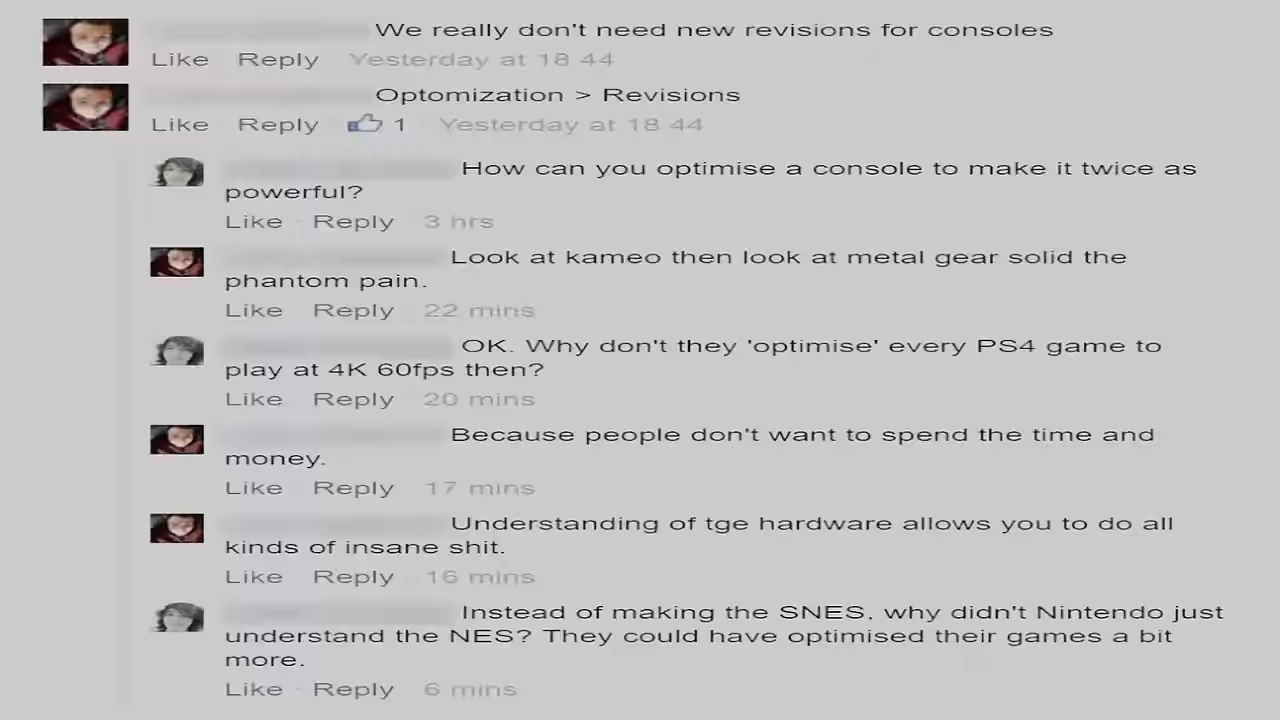 We really don't need new revisions for consoles
Like Reply Yesterday at 18 44
Optomization > Revisions
Like Reply 1 Yesterday at 18 44
How can you optimise a console to make it twice as
powerful?
Like · Reply 3 hrs
Look at kameo then look at metal gear solid the
phantom pain.
Like Reply 22 mins
OK. Why don't they 'optimise' every PS4 game to
play at 4K 60fps then?
Like Reply 20 mins
Because people don't want to spend the time and
money.
Like Reply 17 mins
Understanding of tge hardware allows you to do all
kinds of insane shit.
Like Reply 16 mins
Instead of making the SNES, why didn't Nintendo just
understand the NES? They could have optimised their games a bit
more.
Like · Reply 6 mins